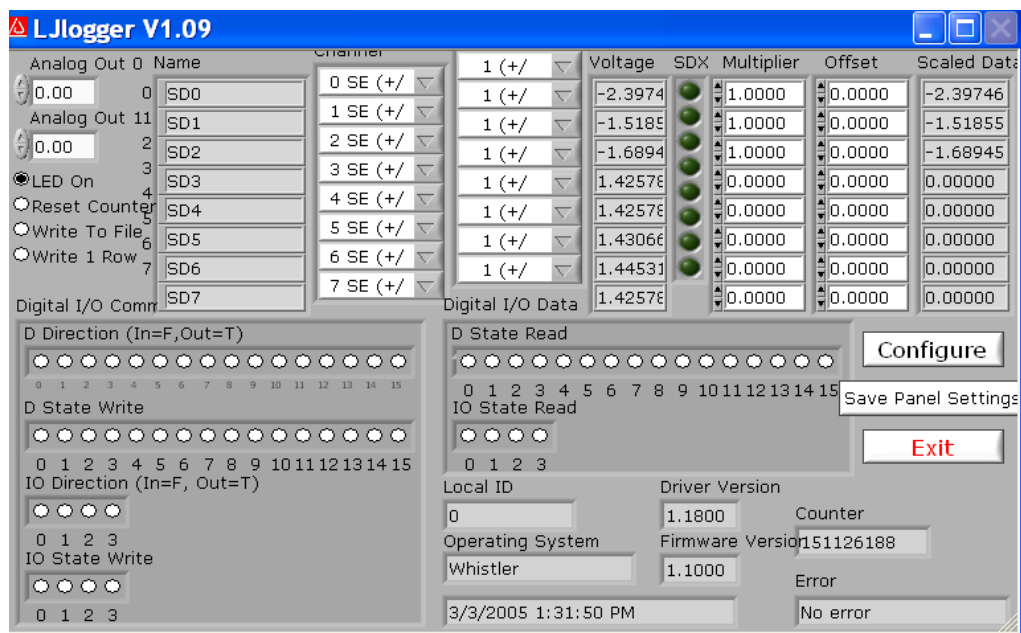 LJlogger V1.09
Analog Out 0 Name Channel Voltage SDX Multiplier Offset Scaled Data
0.00
Analog Out 1
0.00
LED On
Reset Counter
Write To File
Write 1 Row
0 SD0 0 SE (+/ 1 (+/ -2.3974 1.0000 0.0000 -2.39746
1 SD1 1 SE (+/ 1 (+/ -1.5185 1.0000 0.0000 -1.51855
2 SD2 2 SE (+/ 1 (+/ -1.6894 1.0000 0.0000 -1.68945
3 SD3 3 SE (+/ 1 (+/ 1.42578 0.0000 0.0000 0.00000
4 SD4 4 SE (+/ 1 (+/ 1.42578 0.0000 0.0000 0.00000
5 SD5 5 SE (+/ 1 (+/ 1.43066 0.0000 0.0000 0.00000
6 SD6 6 SE (+/ 1 (+/ 1.44531 0.0000 0.0000 0.00000
7 SD7 7 SE (+/ 1 (+/ 1.42578 0.0000 0.0000 0.00000
Digital I/O Comm
D Direction (In=F,Out=T)
0 1 2 3 4 5 6 7 8 9 10 11 12 13 14 15
D State Write
0 1 2 3 4 5 6 7 8 9 10 11 12 13 14 15
IO Direction (In=F, Out=T)
0 1 2 3
IO State Write
0 1 2 3
Digital I/O Data
D State Read
0 1 2 3 4 5 6 7 8 9 10 11 12 13 14 15
IO State Read
0 1 2 3
Configure
Save Panel Settings
Exit
Local ID
0
Driver Version
1.1800
Counter
151126188
Operating System
Whistler
Firmware Version
1.1000
Error
No error
3/3/2005 1:31:50 PM